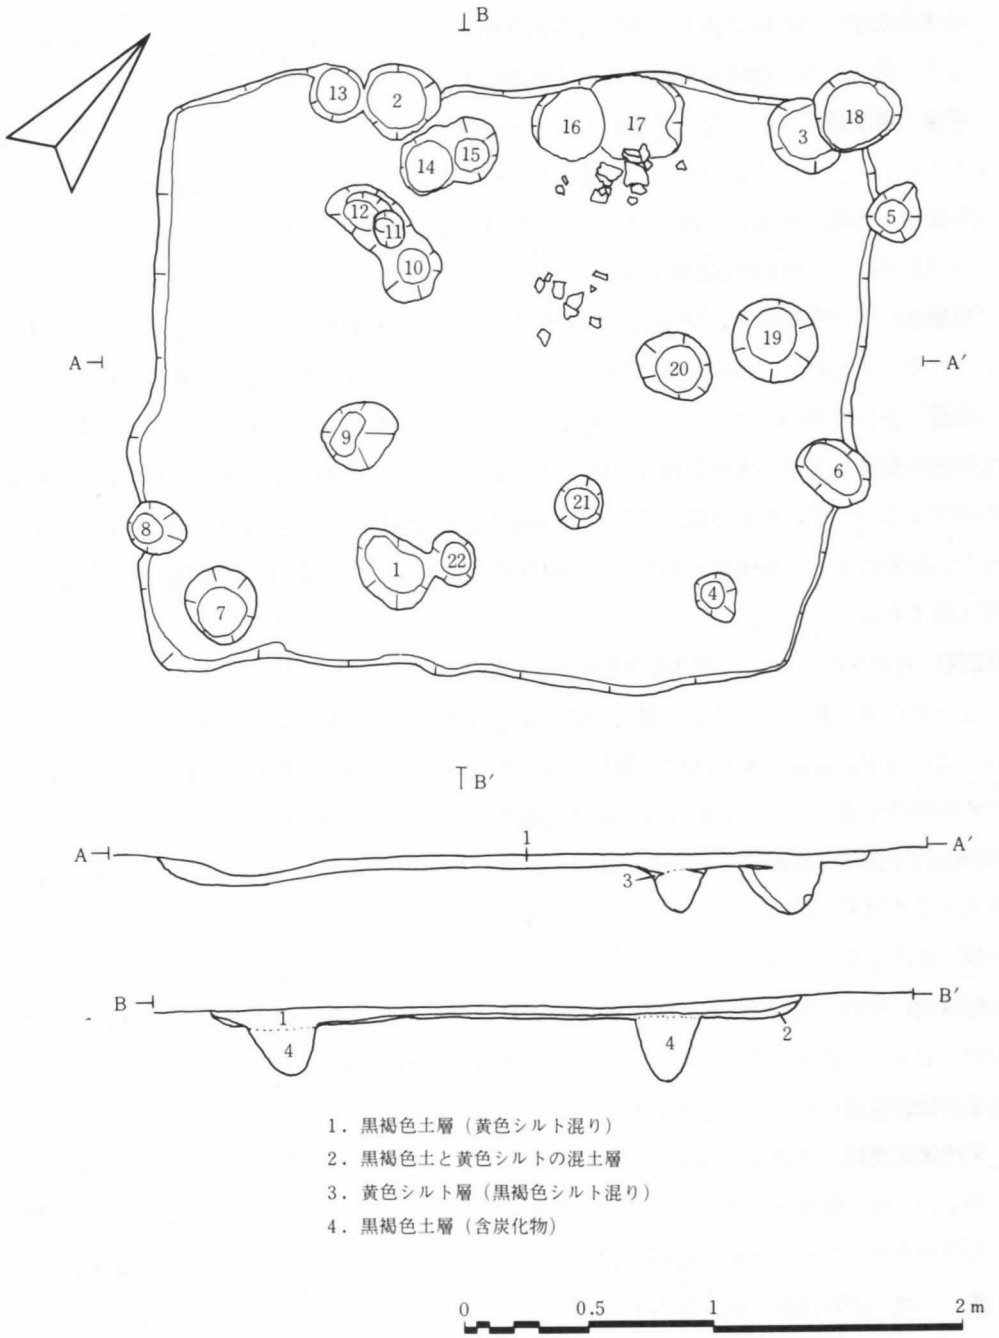 B
13
2
16
17
3
18
14
15
12
11
5
10
A
A′
20
19
9
6
21
8
1
22
7
4
B′
A
1
A′
3
B
B′
1
4
4
2
1．黒褐色土層（黄色シルト混り）
2．黒褐色土と黄色シルトの混土層
3．黄色シルト層（黒褐色シルト混り）
4．黒褐色土層（含炭化物）
0 0.5 1 2 m